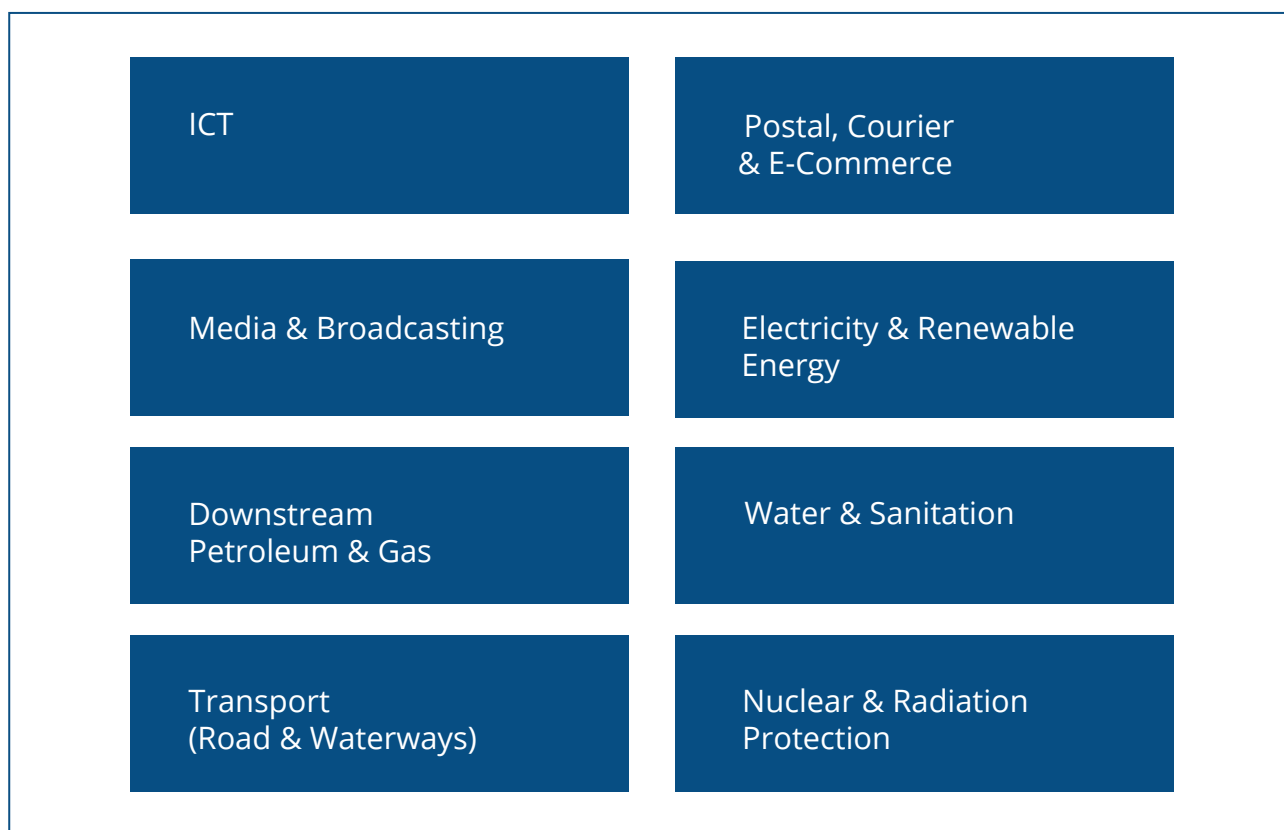 ICT
Postal, Courier
& E-Commerce
Media & Broadcasting
Electricity & Renewable
Energy
Downstream
Petroleum & Gas
Water & Sanitation
Transport
(Road & Waterways)
Nuclear & Radiation
Protection